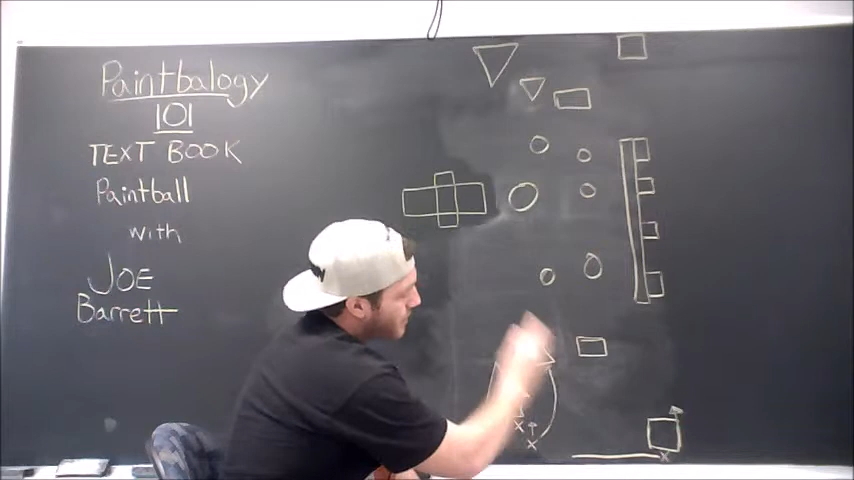 Paintbalogy
101
TEXT BOOK
Paintball
with
JOE
Barrett
x
x
x